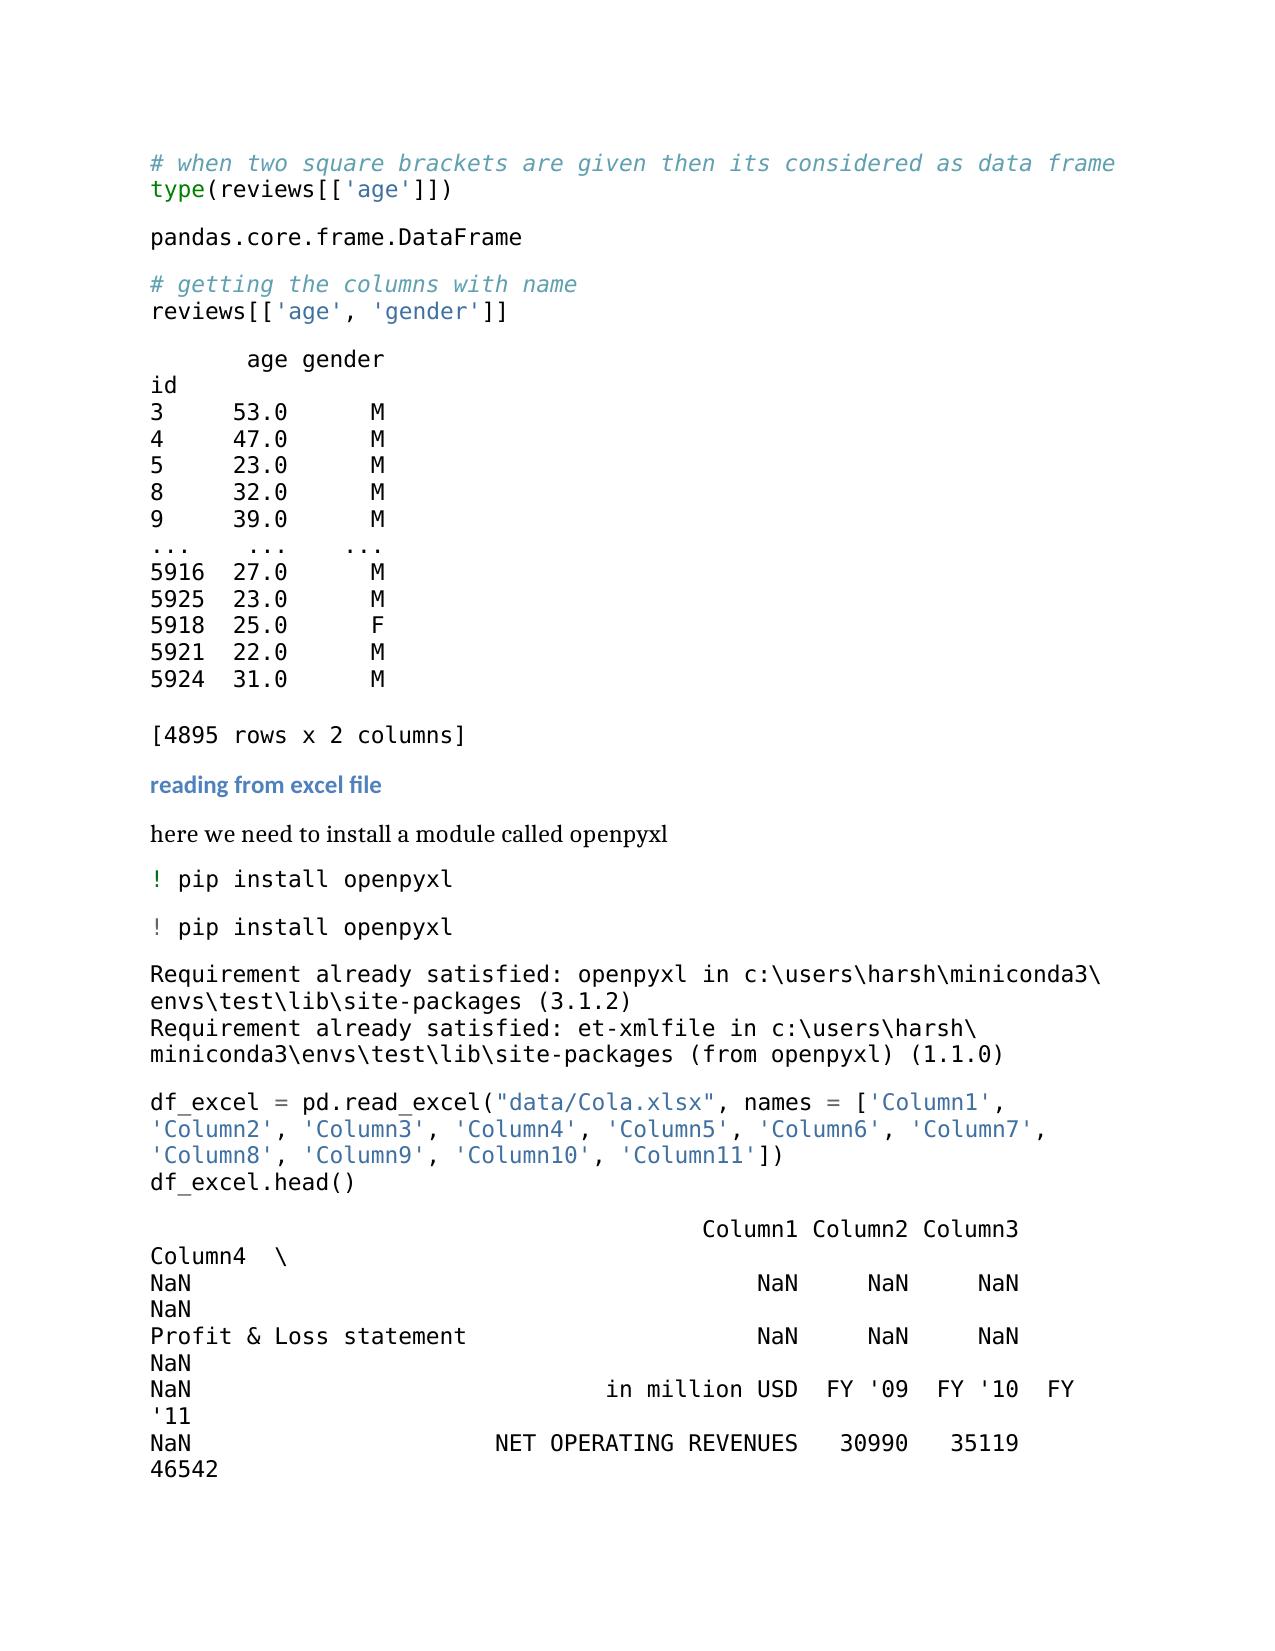 # when two square brackets are given then its considered as data frame
type(reviews[['age']])
pandas.core.frame.DataFrame
# getting the columns with name
reviews[['age', 'gender']]
age gender
id
3 53.0 M
4 47.0 M
5 23.0 M
8 32.0 M
9 39.0 M
... ... ...
5916 27.0 M
5925 23.0 M
5918 25.0 F
5921 22.0 M
5924 31.0 M
[4895 rows x 2 columns]
reading from excel file
here we need to install a module called openpyxl
! pip install openpyxl
! pip install openpyxl
Requirement already satisfied: openpyxl in c:\users\harsh\miniconda3\
envs\test\lib\site-packages (3.1.2)
Requirement already satisfied: et-xmlfile in c:\users\harsh\
miniconda3\envs\test\lib\site-packages (from openpyxl) (1.1.0)
df_excel = pd.read_excel("data/Cola.xlsx", names = ['Column1',
'Column2', 'Column3', 'Column4', 'Column5', 'Column6', 'Column7',
'Column8', 'Column9', 'Column10', 'Column11'])
df_excel.head()
Column1 Column2 Column3
Column4 \
NaN NaN NaN NaN
NaN
Profit & Loss statement NaN NaN NaN
NaN
NaN in million USD FY '09 FY '10 FY
'11
NaN NET OPERATING REVENUES 30990 35119
46542